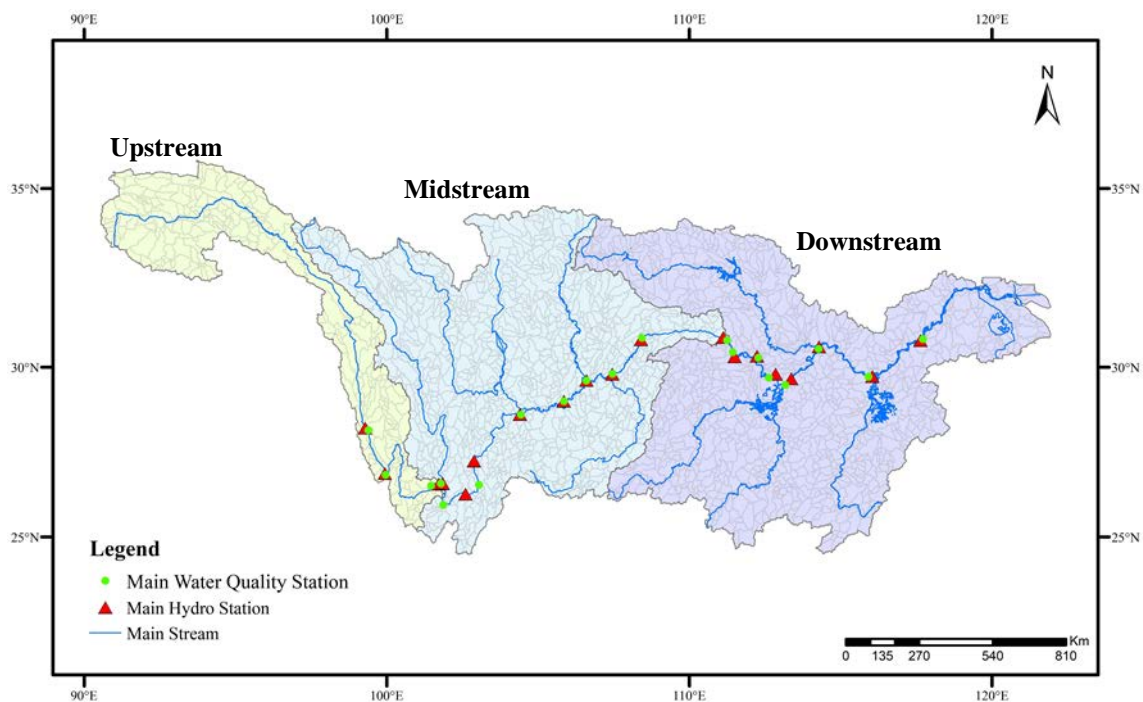 90°E 100°E 110°E 120°E
N
Upstream
Midstream
35°N 35°N
Downstream
30°N 30°N
25°N 25°N
Legend
Main Water Quality Station
Main Hydro Station
Main Stream
Km
0 135 270 540 810
90°E 100°E 110°E 120°E